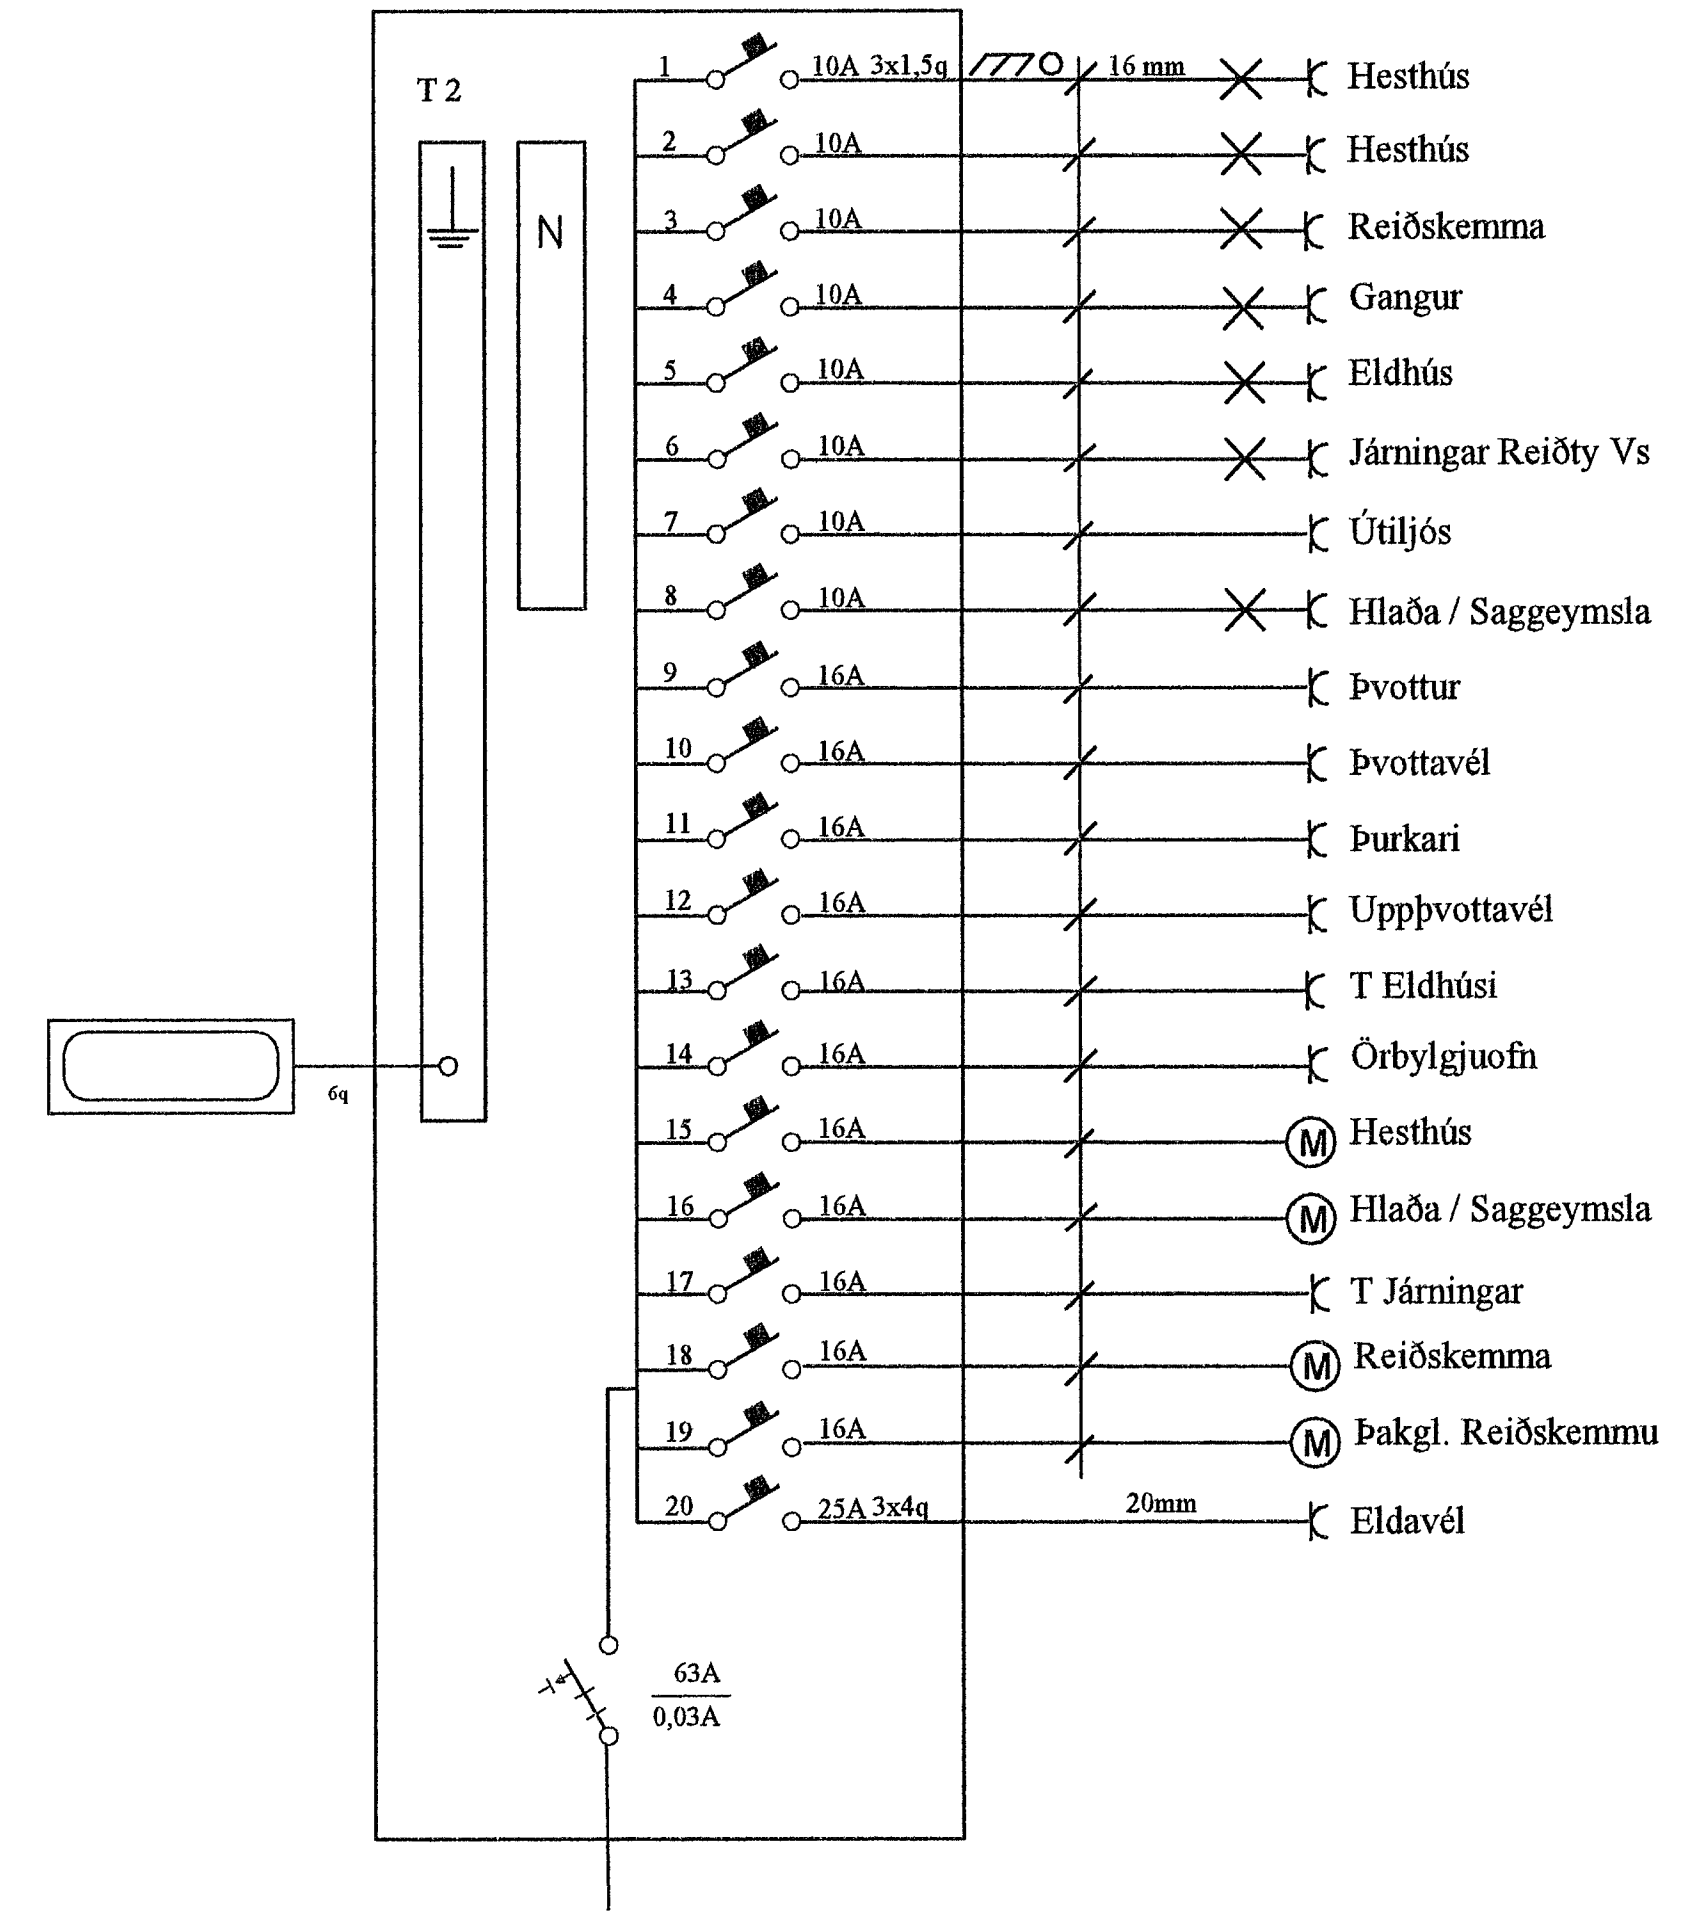 T 2
N
1 10A 3x1,5q 16 mm Hesthús
2 10A Hesthús
3 10A Reiðskemma
4 10A Gangur
5 10A Eldhús
6 10A Járningar Reiðty Vs
7 10A Útiljós
8 10A Hlaða / Saggeymsla
9 16A Þvottur
10 16A Þvottavél
11 16A Þurkari
12 16A Uppþvottavél
13 16A T Eldhúsi
14 16A Örbylgjuofn
6q
15 16A M Hesthús
16 16A M Hlaða / Saggeymsla
17 16A T Járningar
18 16A M Reiðskemma
19 16A M Þakgl. Reiðskemmu
20 25A 3x4q 20mm Eldavél
63A
0,03A